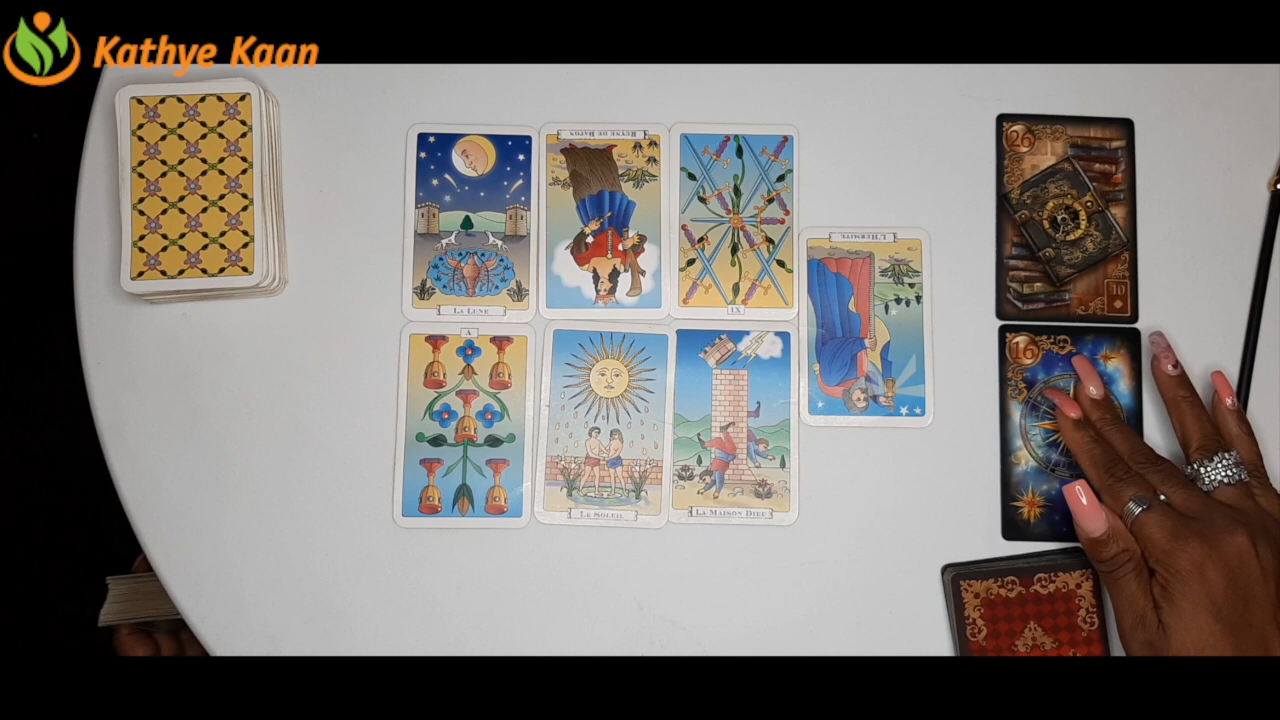 Kathye Kaan
REYNE DE BATON
L'HERMITE
26
LA LUNE
IX
10
A
16
LE SOLEIL
LA MAISON DIEU